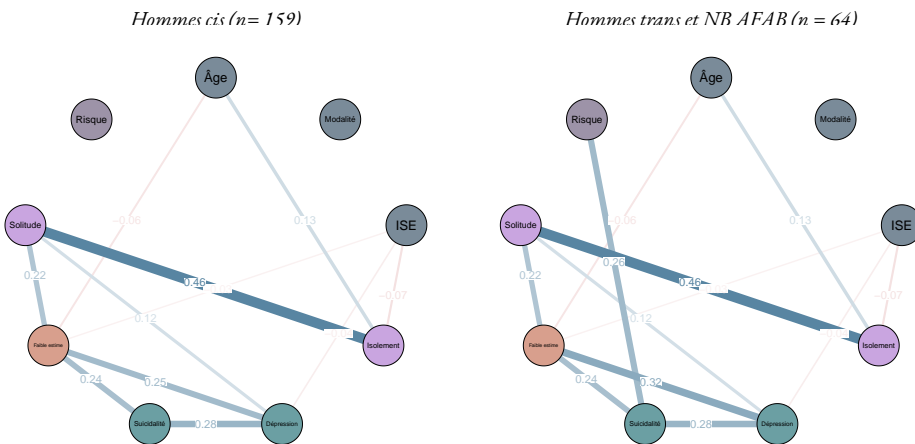 Hommes cis (n= 159)
Hommes trans et NB AFAB (n = 64)
Âge
Risque
Modalité
Solitude
ISE
Isolement
Faible estime
Suicidalité
Dépression
−0.06
0.13
0.22
0.46
−0.07
0.12
0.24
0.25
0.28
Âge
Risque
Modalité
Solitude
ISE
Isolement
Faible estime
Suicidalité
Dépression
−0.06
0.13
0.26
0.22
0.46
−0.07
0.12
0.24
0.32
0.28